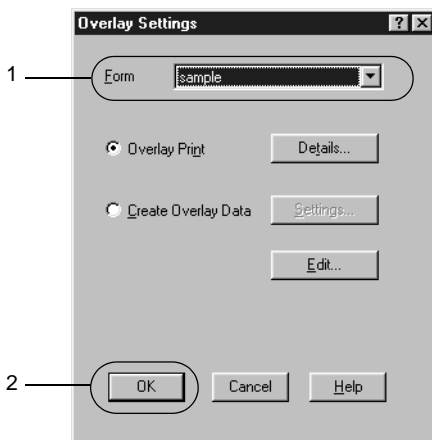 Overlay Settings ? X
1
Form sample
Overlay Print Details...
Create Overlay Data Settings...
Edit...
2
OK Cancel Help